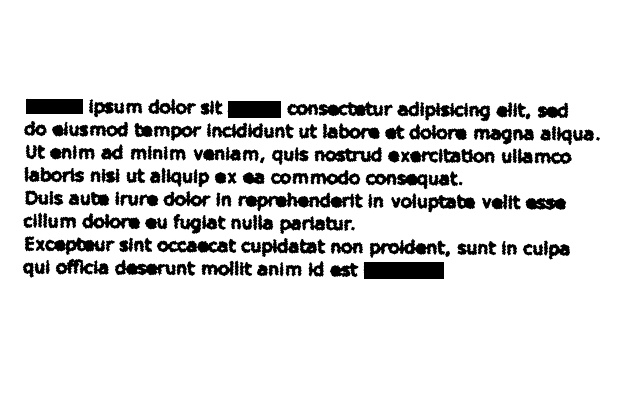 ipsum dolor sit consectetur adipisicing elit, sed
do eiusmod tempor incididunt ut labore et dolore magna aliqua.
Ut enim ad minim veniam, quis nostrud exercitation ullamco
laboris nisi ut aliquip ex ea commodo consequat.
Duis aute irure dolor in reprehenderit in voluptate velit esse
cillum dolore eu fugiat nulla pariatur.
Excepteur sint occaecat cupidatat non proident, sunt in culpa
qui officia deserunt mollit anim id est